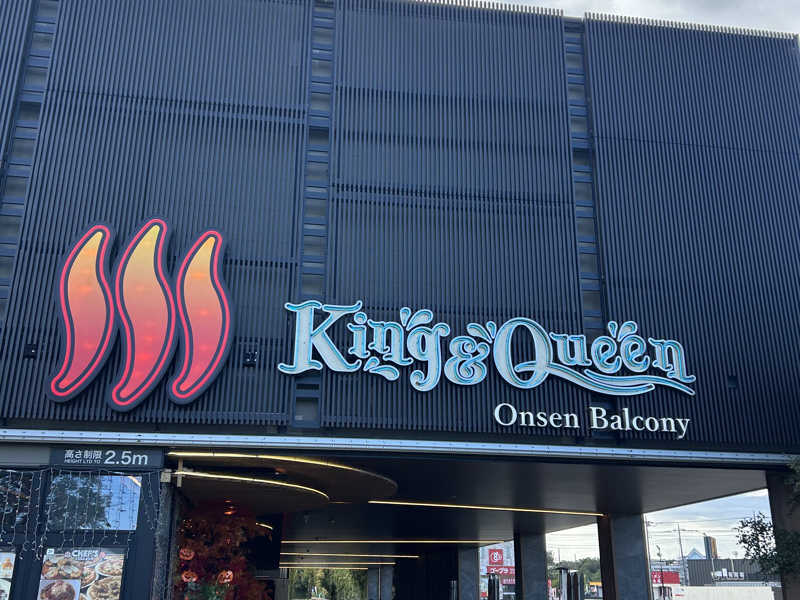 King & Queen
Onsen Balcony
高さ制限
HEIGHT LTD TO
2.5m
CHEF'S